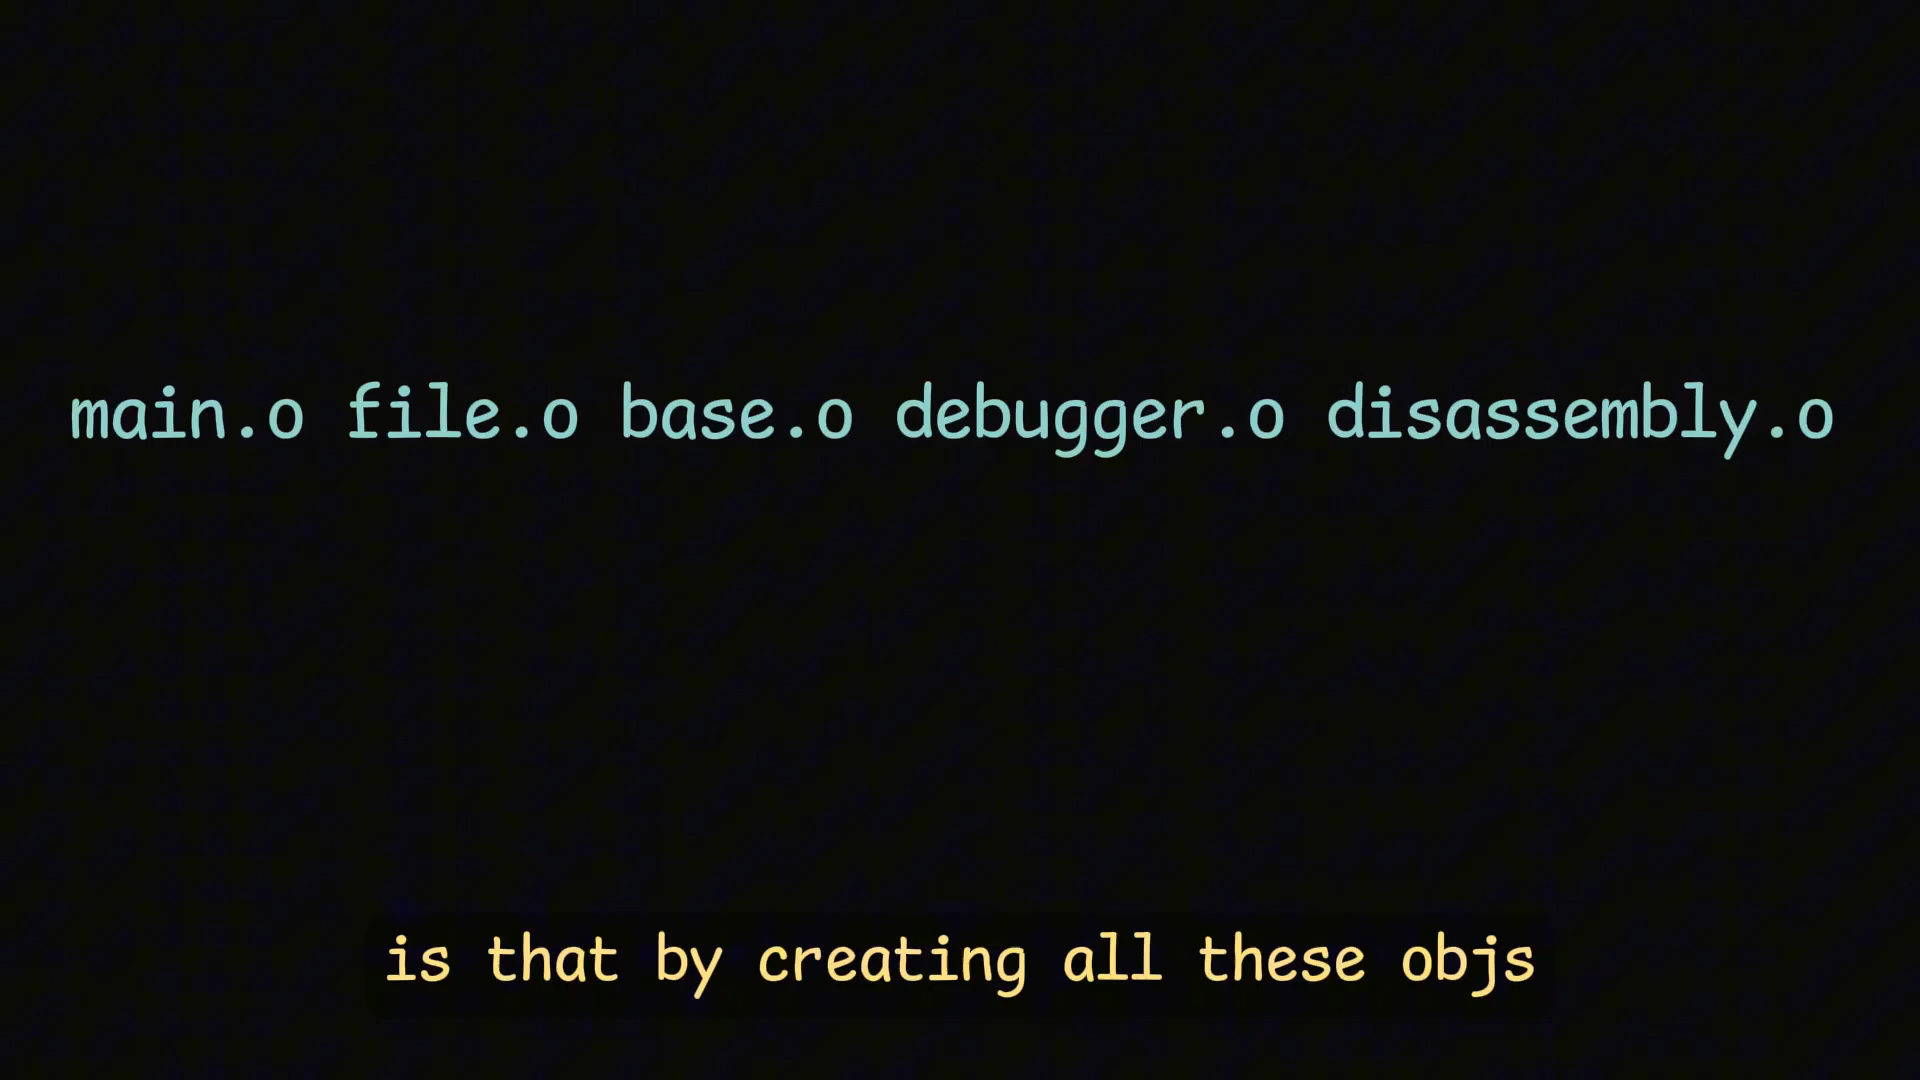 main.o file.o base.o debugger.o disassembly.o
is that by creating all these objs